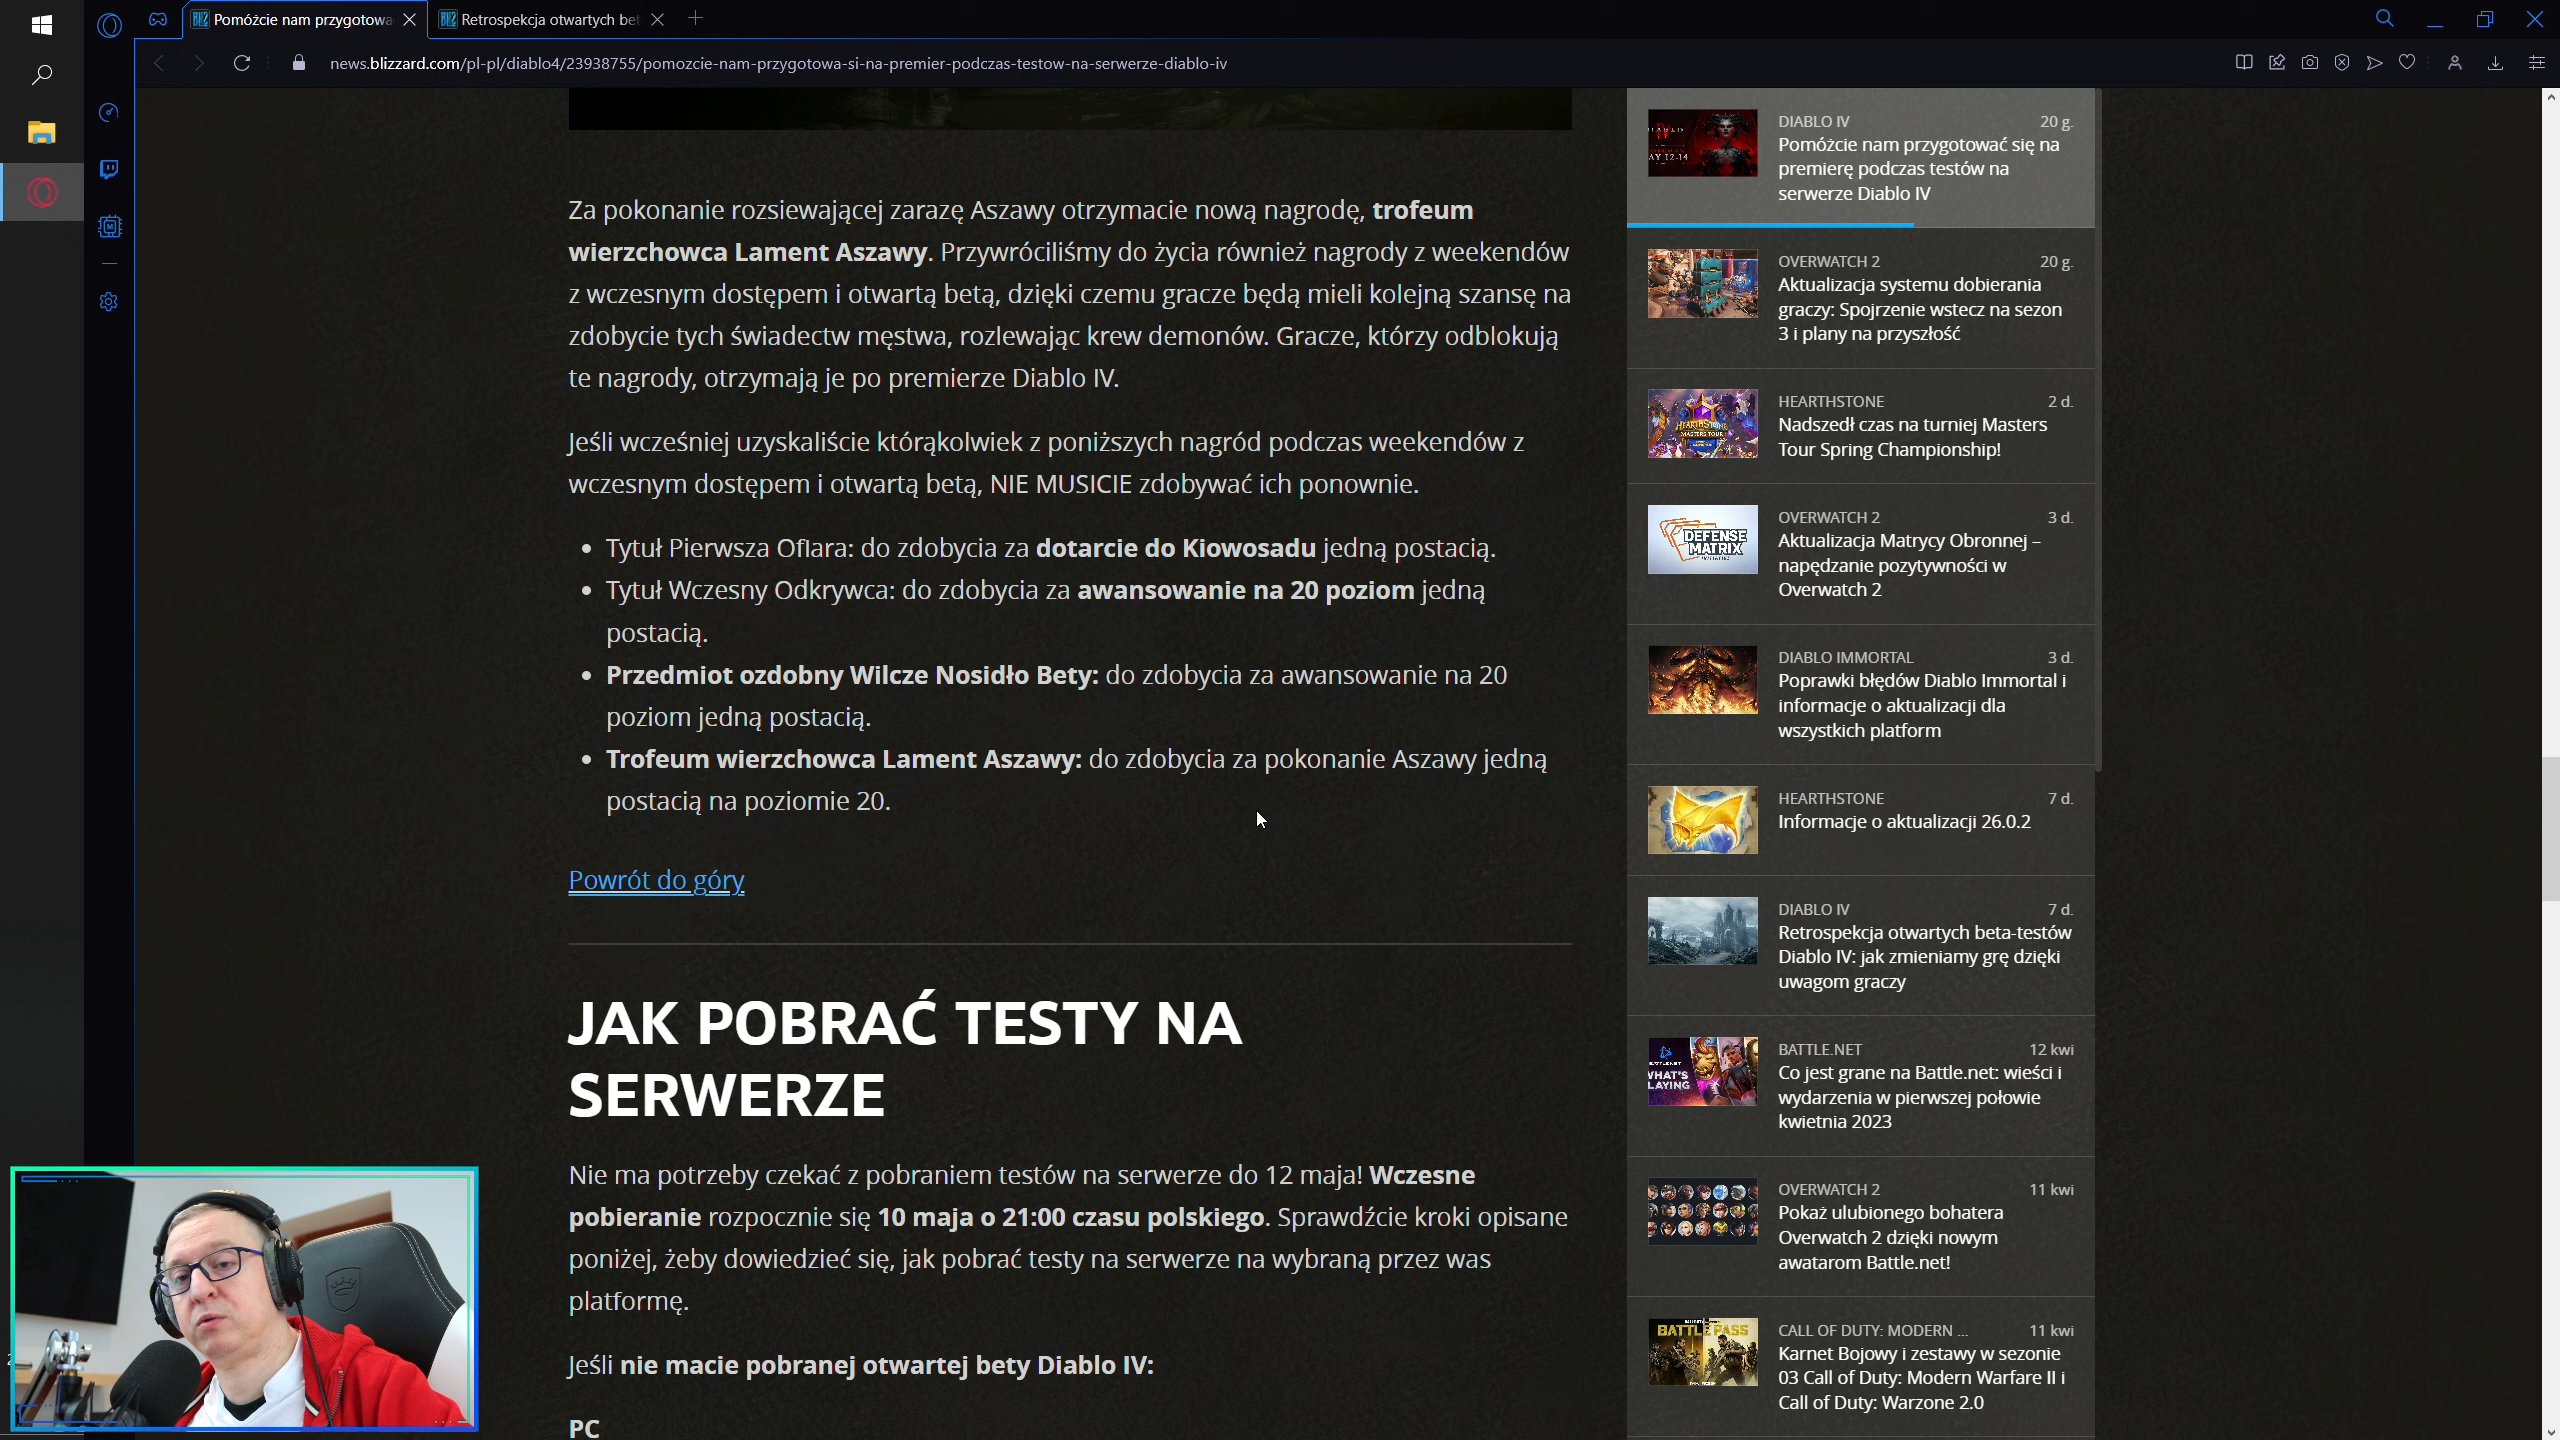 Pomóżcie nam przygotowa
Retrospekcja otwartych bet
news.blizzard.com/pl-pl/diablo4/23938755/pomozcie-nam-przygotowa-si-na-premier-podczas-testow-na-serwerze-diablo-iv
Za pokonanie rozsiewającej zarazę Aszawy otrzymacie nową nagrodę, trofeum
wierzchowca Lament Aszawy. Przywróciliśmy do życia również nagrody z weekendów
z wczesnym dostępem i otwartą betą, dzięki czemu gracze będą mieli kolejną szansę na
zdobycie tych świadectw męstwa, rozlewając krew demonów. Gracze, którzy odblokują
te nagrody, otrzymają je po premierze Diablo IV.
Jeśli wcześniej uzyskaliście którąkolwiek z poniższych nagród podczas weekendów z
wczesnym dostępem i otwartą betą, NIE MUSICIE zdobywać ich ponownie.
• Tytuł Pierwsza Ofiara: do zdobycia za dotarcie do Kiowosadu jedną postacią.
• Tytuł Wczesny Odkrywca: do zdobycia za awansowanie na 20 poziom jedną
postacią.
• Przedmiot ozdobny Wilcze Nosidło Bety: do zdobycia za awansowanie na 20
poziom jedną postacią.
• Trofeum wierzchowca Lament Aszawy: do zdobycia za pokonanie Aszawy jedną
postacią na poziomie 20.
Powrót do góry
JAK POBRAĆ TESTY NA
SERWERZE
Nie ma potrzeby czekać z pobraniem testów na serwerze do 12 maja! Wczesne
pobieranie rozpocznie się 10 maja o 21:00 czasu polskiego. Sprawdźcie kroki opisane
poniżej, żeby dowiedzieć się, jak pobrać testy na serwerze na wybraną przez was
platformę.
Jeśli nie macie pobranej otwartej bety Diablo IV:
PC
DIABLO IV 20 g.
Pomóżcie nam przygotować się na
premierę podczas testów na
serwerze Diablo IV
OVERWATCH 2 20 g.
Aktualizacja systemu dobierania
graczy: Spojrzenie wstecz na sezon
3 i plany na przyszłość
HEARTHSTONE 2 d.
Nadszedł czas na turniej Masters
Tour Spring Championship!
DEFENSE
MATRIX
OVERWATCH 2 3 d.
Aktualizacja Matrycy Obronnej –
napędzanie pozytywności w
Overwatch 2
DIABLO IMMORTAL 3 d.
Poprawki błędów Diablo Immortal i
informacje o aktualizacji dla
wszystkich platform
HEARTHSTONE 7 d.
Informacje o aktualizacji 26.0.2
DIABLO IV 7 d.
Retrospekcja otwartych beta-testów
Diablo IV: jak zmieniamy grę dzięki
uwagom graczy
BATTLE.NET 12 kwi
Co jest grane na Battle.net: wieści i
wydarzenia w pierwszej połowie
kwietnia 2023
OVERWATCH 2 11 kwi
Pokaż ulubionego bohatera
Overwatch 2 dzięki nowym
awatarom Battle.net!
BATTLE PASS
CALL OF DUTY: MODERN ... 11 kwi
Karnet Bojowy i zestawy w sezonie
03 Call of Duty: Modern Warfare II i
Call of Duty: Warzone 2.0